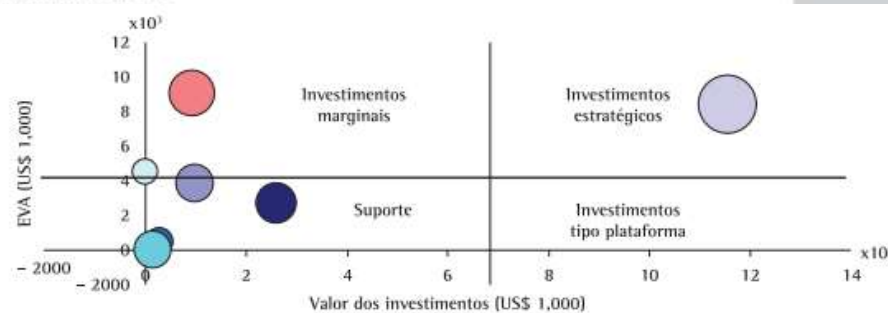 x10³
12
10
8
6
4
2
0
EVA (US$ 1,000)
Investimentos
marginais
Investimentos
estratégicos
Suporte
Investimentos
tipo plataforma
x10
– 2000
– 2000
0
2
4
6
8
10
12
14
Valor dos investimentos (US$ 1,000)